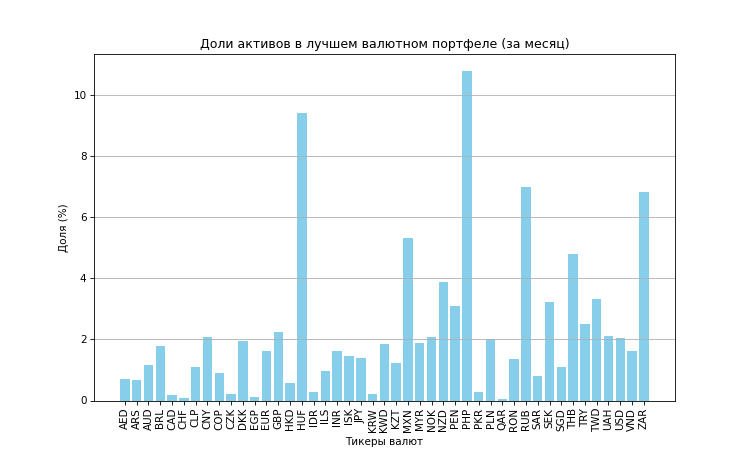 Доли активов в лучшем валютном портфеле (за месяц)
Доля (%)
10
8
6
4
2
0
AED ARS AUD BRL CAD CHF CLP CNY COP CZK DKK EGP EUR GBP HKD HUF IDR ILS INR ISK JPY KRW KWD KZT MXN MYR NOK NZD PEN PHP PKR PLN QAR RON RUB SAR SEK SGD THB TRY TWD UAH USD VND ZAR
Тикеры валют